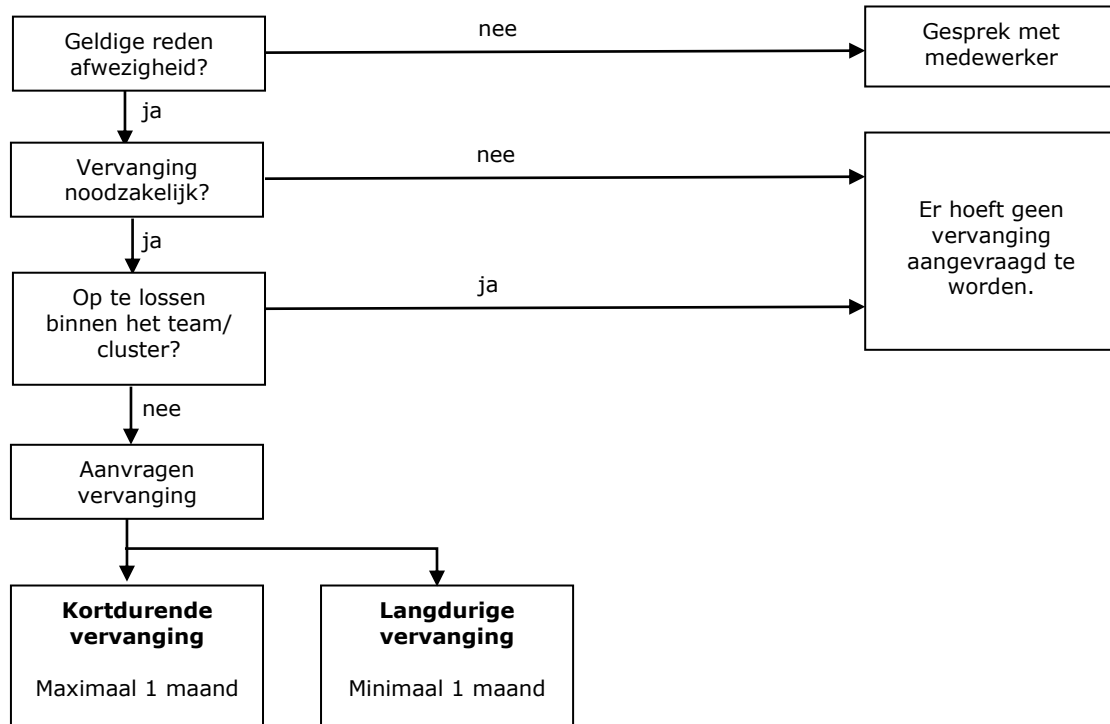 Geldige reden
afwezigheid?
nee
Gesprek met
medewerker
ja
Vervanging
noodzakelijk?
nee
Er hoeft geen
vervanging
aangevraagd te
worden.
ja
Op te lossen
binnen het team/
cluster?
ja
nee
Aanvragen
vervanging
Kortdurende
vervanging
Maximaal 1 maand
Langdurige
vervanging
Minimaal 1 maand